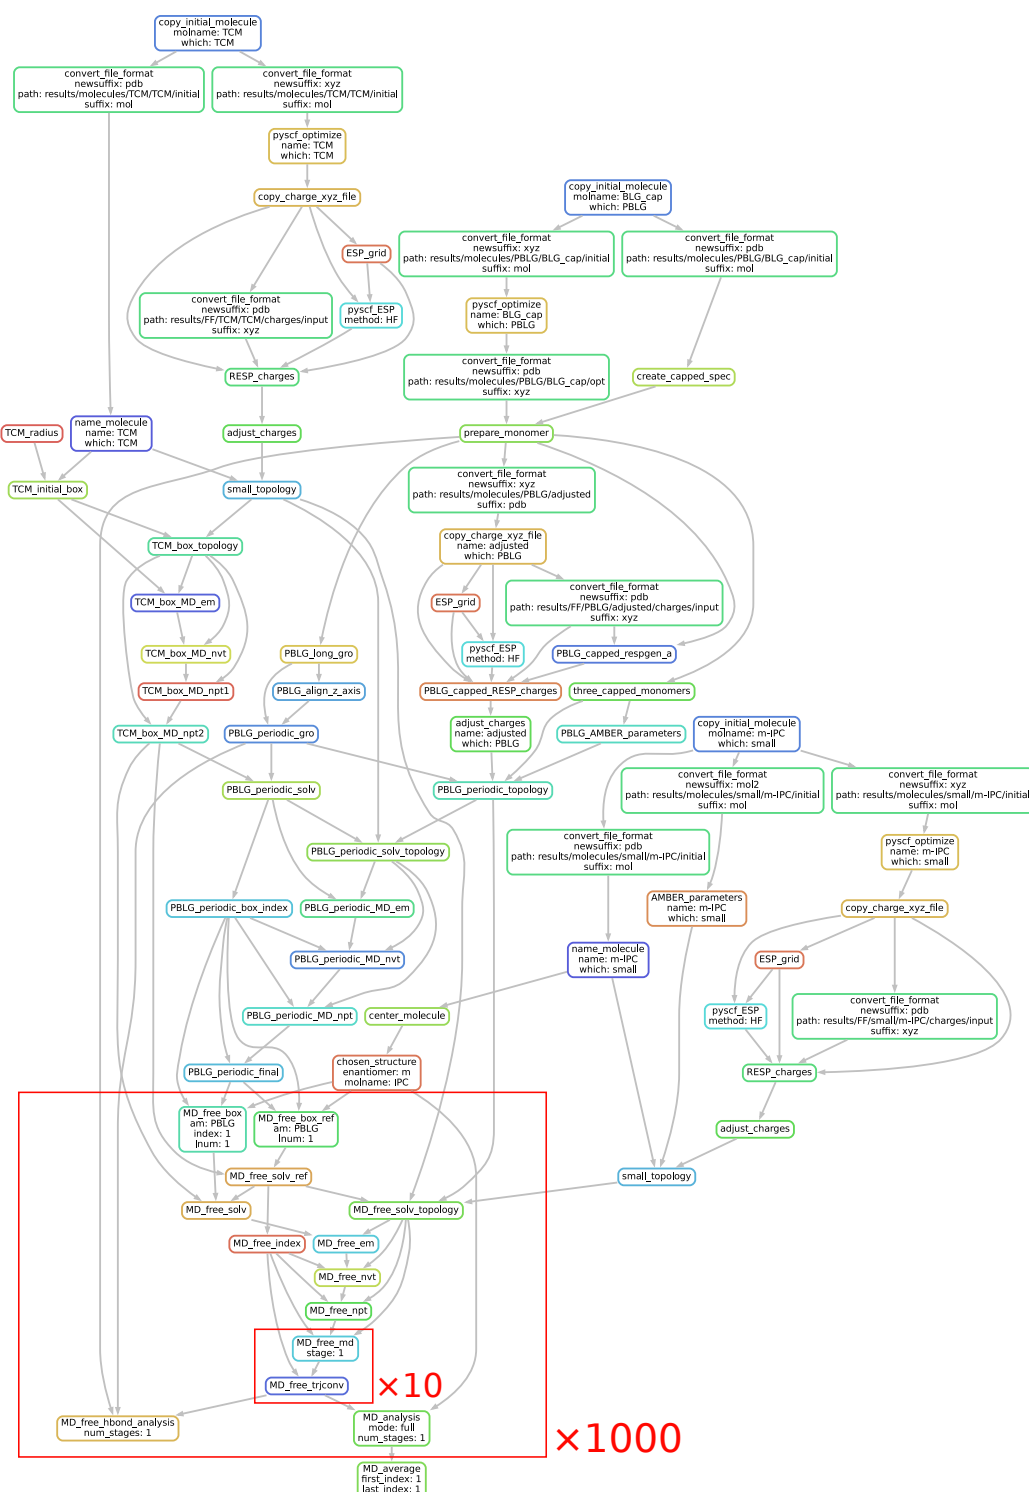 copy_initial_molecule
molname: TCM
which: TCM
convert_file_format
newsuffix: pdb
path: results/molecules/TCM/TCM/initial
suffix: mol
convert_file_format
newsuffix: xyz
path: results/molecules/TCM/TCM/initial
suffix: mol
pyscf_optimize
name: TCM
which: TCM
copy_charge_xyz_file
copy_initial_molecule
molname: BLG_cap
which: PBLG
ESP_grid
convert_file_format
newsuffix: xyz
path: results/molecules/PBLG/BLG_cap/initial
suffix: mol
convert_file_format
newsuffix: pdb
path: results/molecules/PBLG/BLG_cap/initial
suffix: mol
convert_file_format
newsuffix: pdb
path: results/FF/TCM/TCM/charges/input
suffix: xyz
pyscf_ESP
method: HF
pyscf_optimize
name: BLG_cap
which: PBLG
RESP_charges
convert_file_format
newsuffix: pdb
path: results/molecules/PBLG/BLG_cap/opt
suffix: xyz
create_capped_spec
TCM_radius
name_molecule
name: TCM
which: TCM
adjust_charges
prepare_monomer
TCM_initial_box
small_topology
convert_file_format
newsuffix: xyz
path: results/molecules/PBLG/adjusted
suffix: pdb
TCM_box_topology
copy_charge_xyz_file
name: adjusted
which: PBLG
TCM_box_MD_em
ESP_grid
convert_file_format
newsuffix: pdb
path: results/FF/PBLG/adjusted/charges/input
suffix: xyz
TCM_box_MD_nvt
PBLG_long_gro
pyscf_ESP
method: HF
PBLG_capped_respgen_a
TCM_box_MD_npt1
PBLG_align_z_axis
PBLG_capped_RESP_charges
three_capped_monomers
TCM_box_MD_npt2
PBLG_periodic_gro
adjust_charges
name: adjusted
which: PBLG
PBLG_AMBER_parameters
copy_initial_molecule
molname: m-IPC
which: small
PBLG_periodic_solv
PBLG_periodic_topology
convert_file_format
newsuffix: mol2
path: results/molecules/small/m-IPC/initial
suffix: mol
convert_file_format
newsuffix: xyz
path: results/molecules/small/m-IPC/initial
suffix: mol
PBLG_periodic_solv_topology
convert_file_format
newsuffix: pdb
path: results/molecules/small/m-IPC/initial
suffix: mol
pyscf_optimize
name: m-IPC
which: small
PBLG_periodic_box_index
PBLG_periodic_MD_em
AMBER_parameters
name: m-IPC
which: small
copy_charge_xyz_file
PBLG_periodic_MD_nvt
name_molecule
name: m-IPC
which: small
ESP_grid
PBLG_periodic_MD_npt
center_molecule
pyscf_ESP
method: HF
convert_file_format
newsuffix: pdb
path: results/FF/small/m-IPC/charges/input
suffix: xyz
PBLG_periodic_final
chosen_structure
enantiomer: m
molname: IPC
RESP_charges
MD_free_box
am: PBLG
index: 1
lnum: 1
MD_free_box_ref
am: PBLG
lnum: 1
adjust_charges
MD_free_solv_ref
small_topology
MD_free_solv
MD_free_solv_topology
MD_free_index
MD_free_em
MD_free_nvt
MD_free_npt
MD_free_md
stage: 1
MD_free_trjconv
×10
MD_free_hbond_analysis
num_stages: 1
MD_analysis
mode: full
num_stages: 1
×1000
MD_average
first_index: 1
last_index: 1